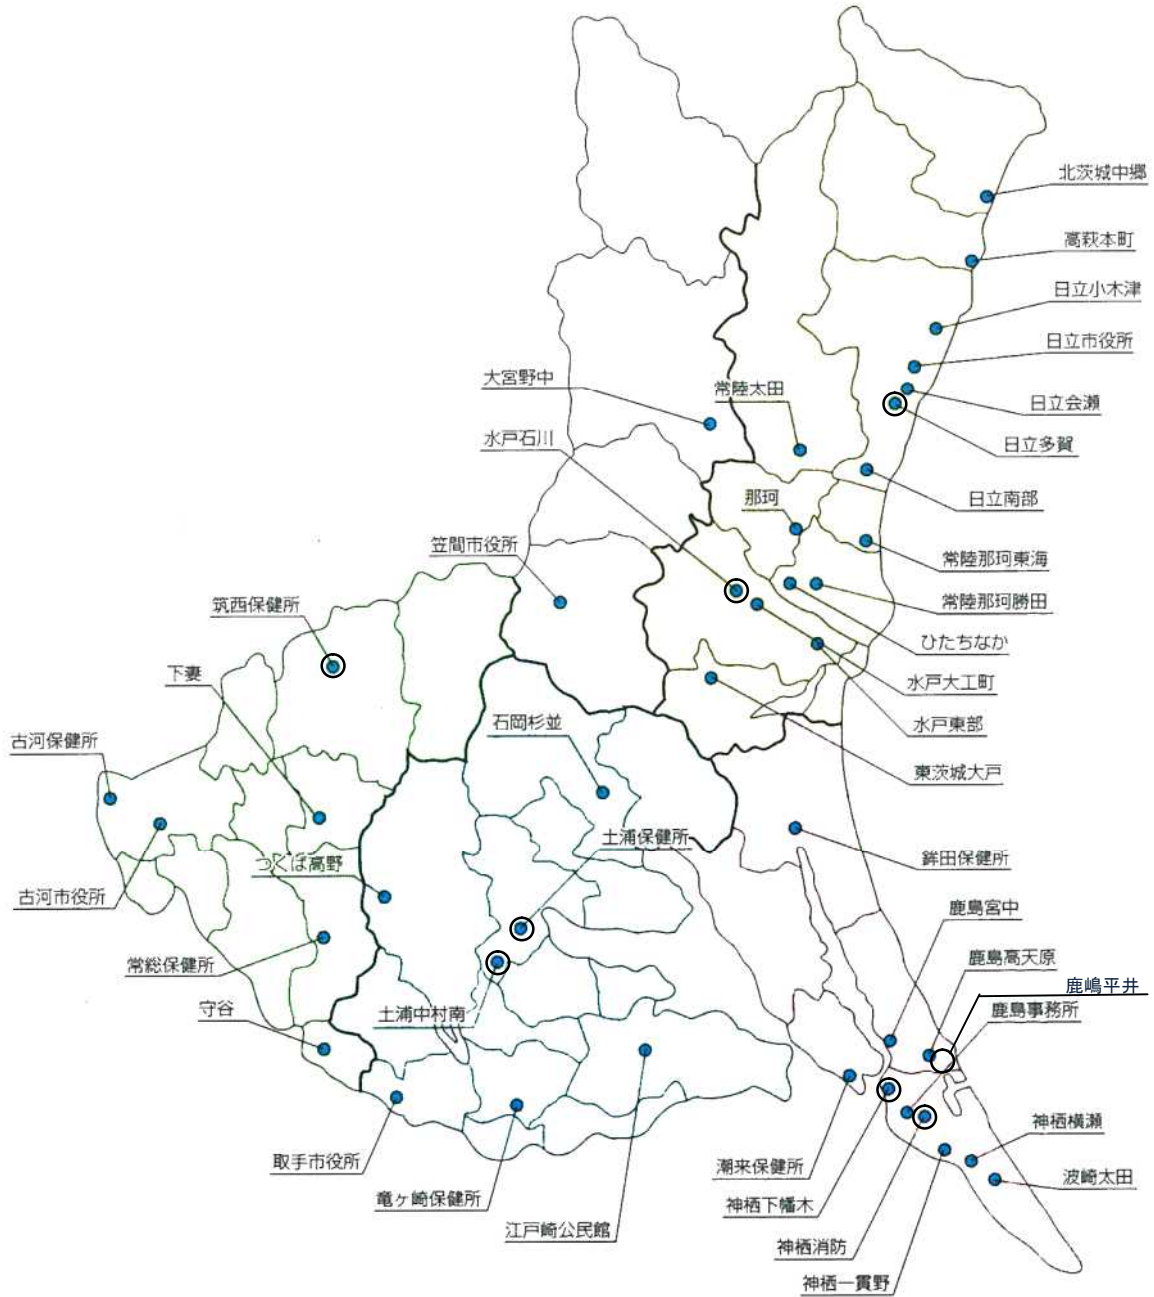 北茨城中郷
高萩本町
日立小木津
日立市役所
大宮野中
常陸太田
日立会瀬
水戸石川
日立多賀
那珂
日立南部
笠間市役所
常陸那珂東海
筑西保健所
常陸那珂勝田
ひたちなか
下妻
水戸大工町
石岡杉並
水戸東部
古河保健所
東茨城大戸
土浦保健所
つくば高野
鉾田保健所
古河市役所
鹿島宮中
常総保健所
鹿島高天原
鹿嶋平井
守谷
土浦中村南
鹿島事務所
神栖横瀬
取手市役所
潮来保健所
波崎太田
竜ヶ崎保健所
神栖下幡木
江戸崎公民館
神栖消防
神栖一貫野